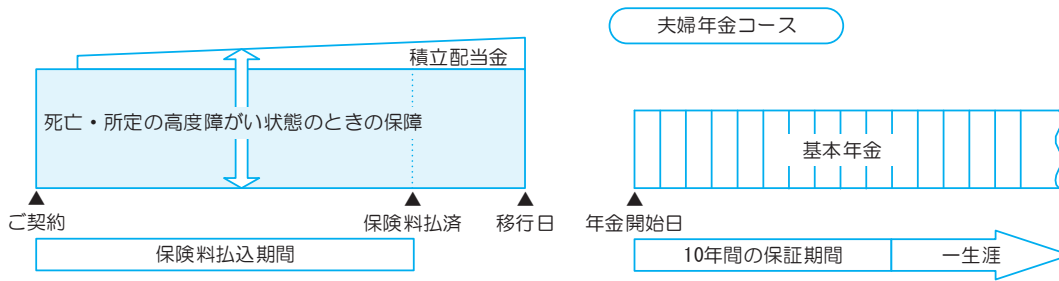 夫婦年金コース
積立配当金
死亡・所定の高度障がい状態のときの保障
基本年金
ご契約
保険料払済
移行日
年金開始日
保険料払込期間
10年間の保証期間
一生涯